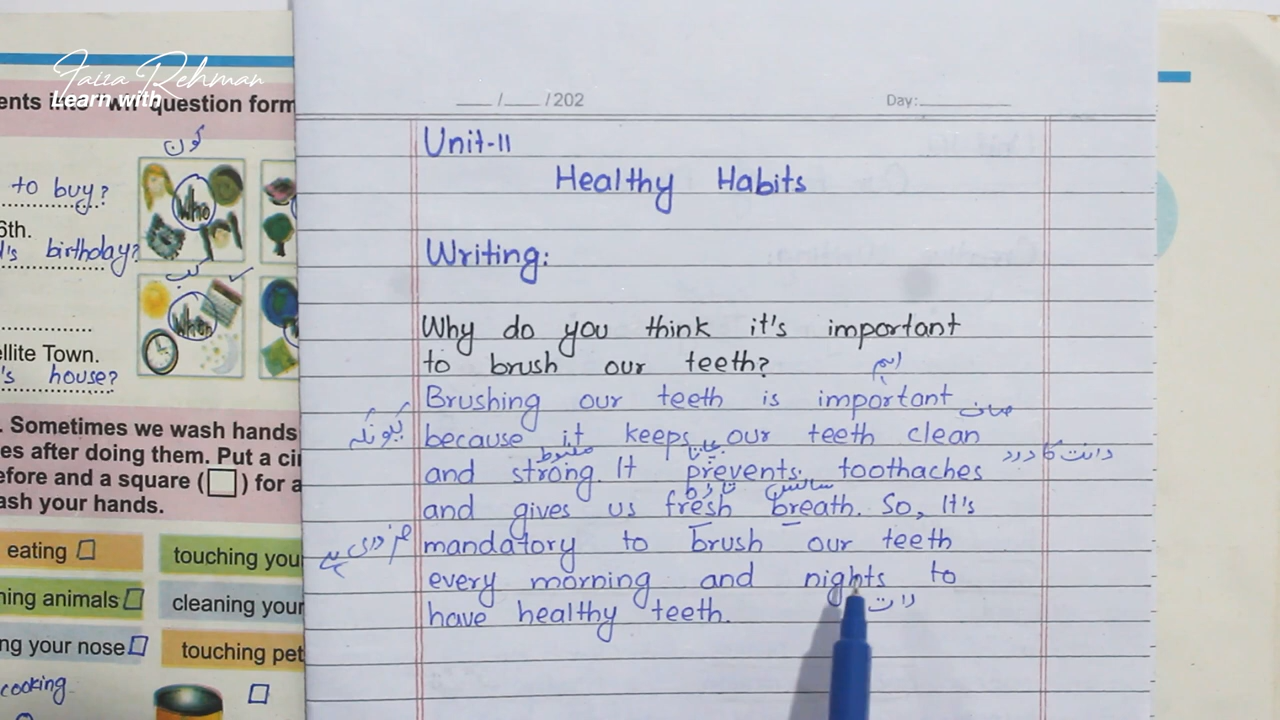 Faiza Rehman
Learn with
ents into "Wh" question form
to buy?
6th.
l's birthday?
ellite Town.
's house?
کون
Who
کب
When
. Sometimes we wash hands
es after doing them. Put a cir
efore and a square ( ) for a
ash your hands.
eating
touching you
ning animals
cleaning your
ng your nose
touching pet
cooking
___/___/202
Day:
Unit-11
Healthy Habits
Writing:
Why do you think it's important
to brush our teeth?
اہم
Brushing our teeth is important
صاف
کیونکہ
because it keeps our teeth clean
مضبوط
بچاتا
دانت کا درد
and strong. It prevents toothaches
تازہ
سانس
and gives us fresh breath. So, It's
ضروری ہے
mandatory to brush our teeth
every morning and nights to
رات
have healthy teeth.